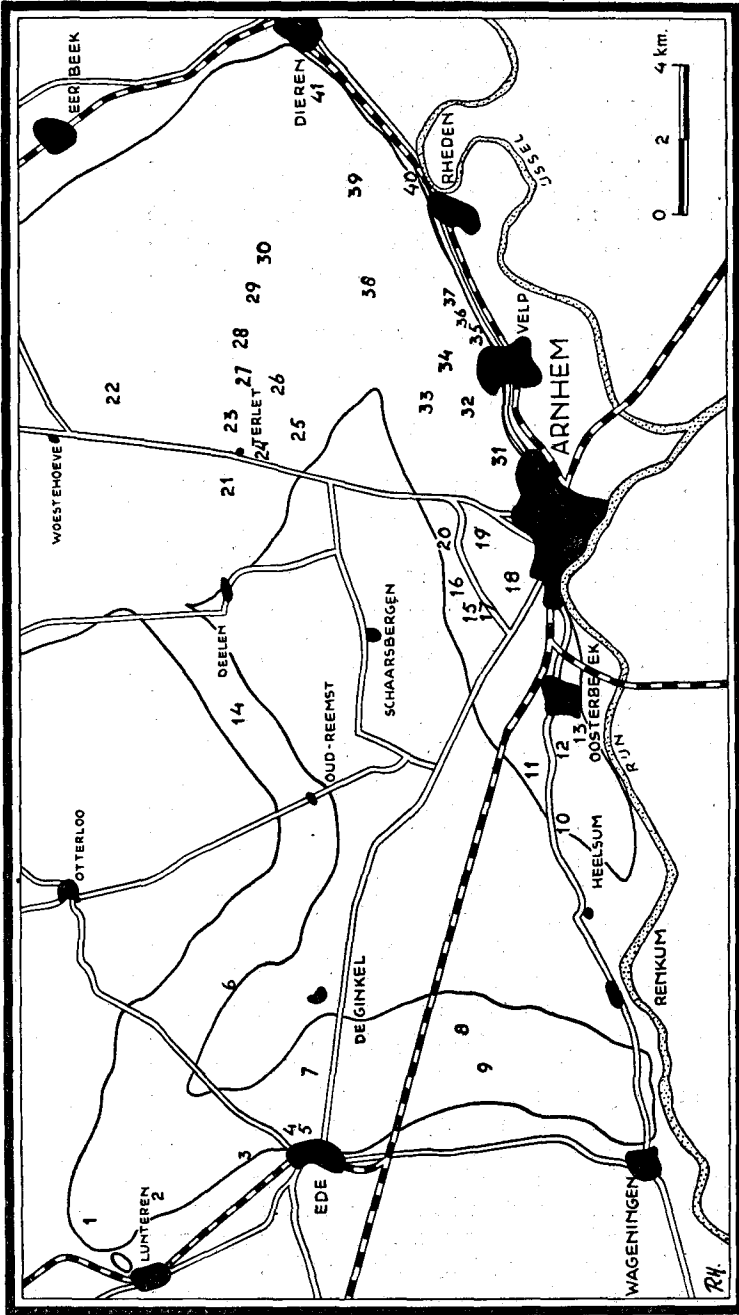 EERBEEK
DIEREN
41
4 km.
2
0
RHEDEN
40
IJSSEL
39
30
29
38
28
37
36
35
VELP
34
33
32
31
ARNHEM
22
27
26
23
TERLET
24
25
21
WOESTEHOEVE
20
19
18
16
15
17
DEELEN
SCHAARSBERGEN
14
OUD-REEMST
OTTERLOO
13
12
OOSTERBEEK
11
RIJN
10
HEELSUM
RENKUM
6
DE GINKEL
8
9
7
4
5
3
EDE
2
1
LUNTEREN
WAGENINGEN
RH.